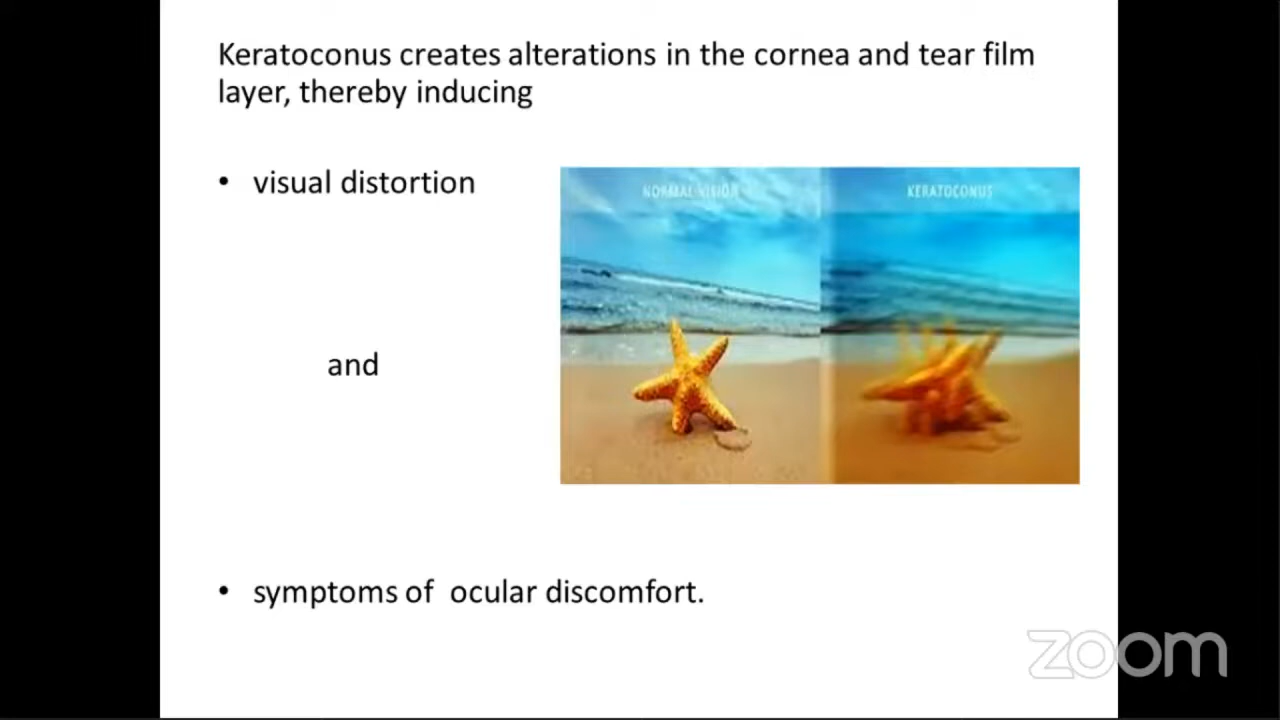 Keratoconus creates alterations in the cornea and tear film
layer, thereby inducing
• visual distortion
NORMAL VISION
KERATOCONUS
and
• symptoms of ocular discomfort.
zoom